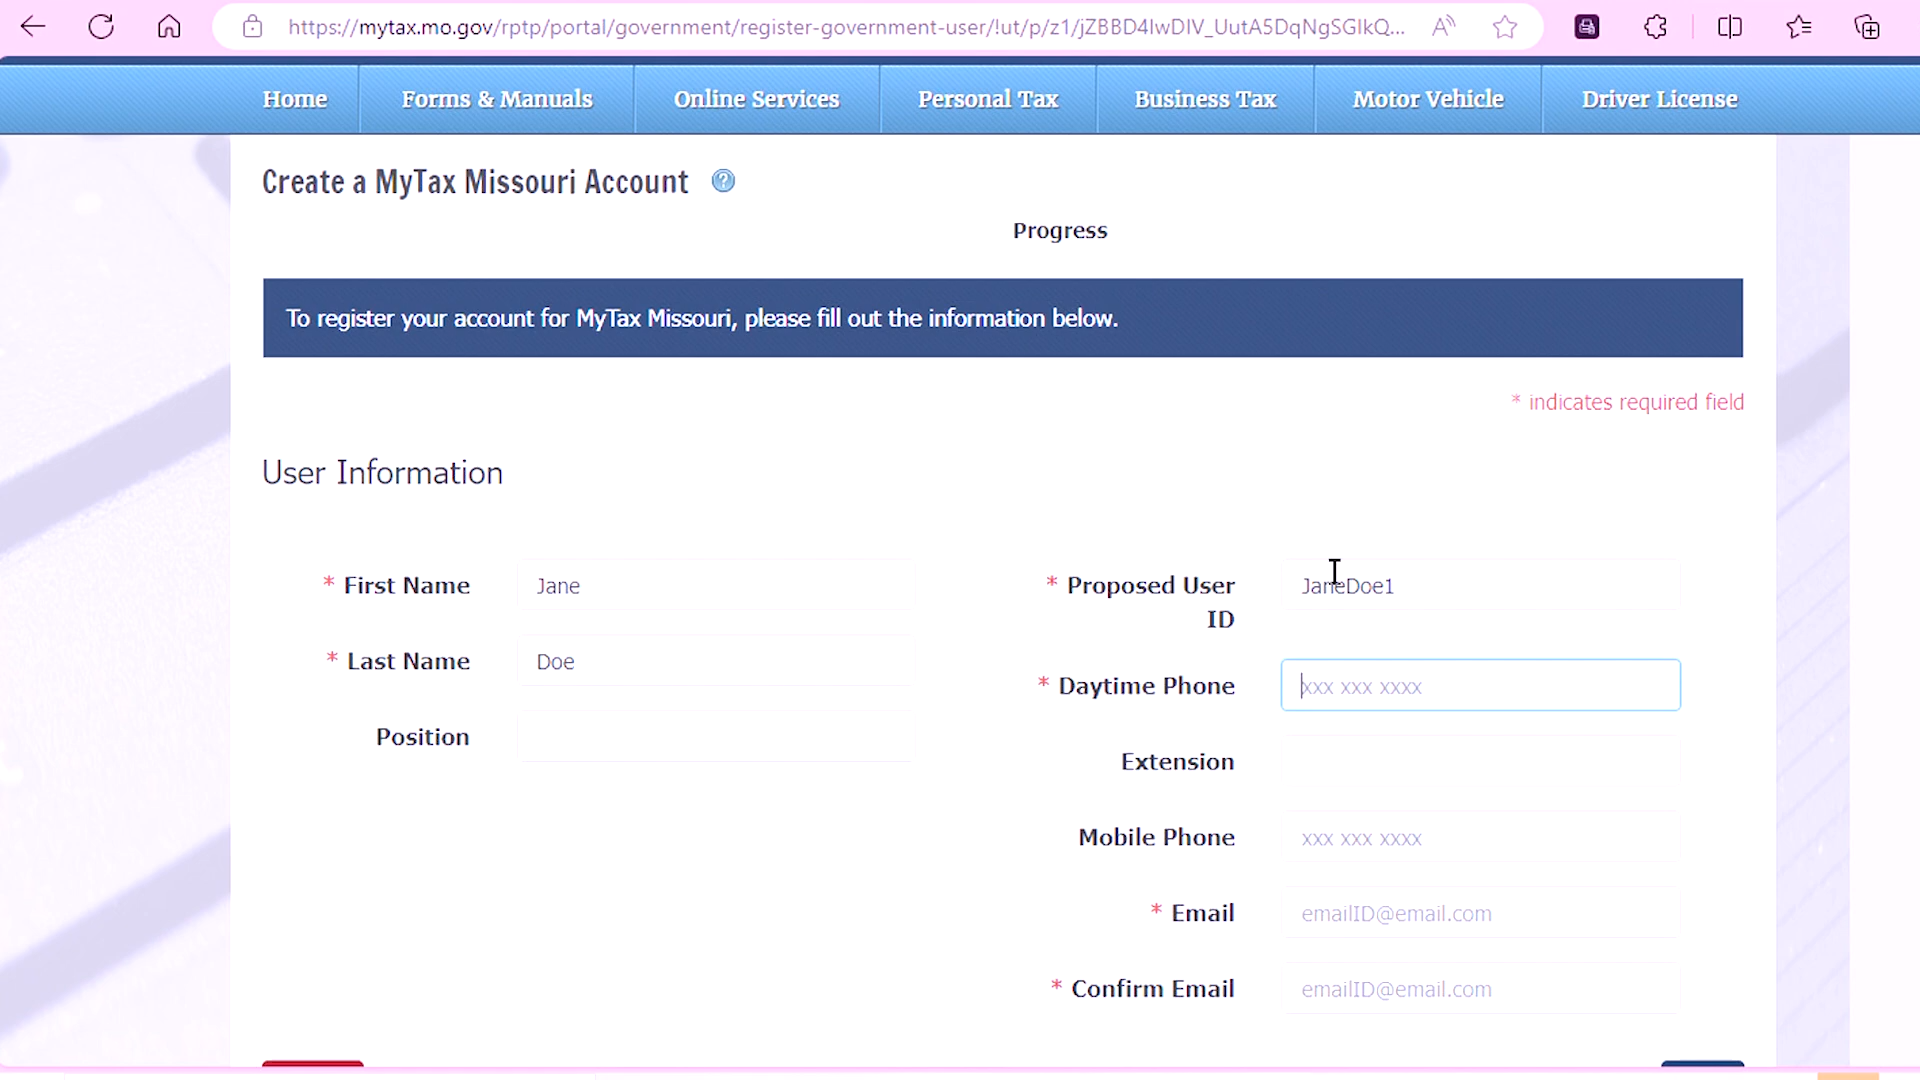 https://mytax.mo.gov/rptp/portal/government/register-government-user/!ut/p/z1/jZBBD4IwDIV_UutA5DqNgSGIkQ...
Home Forms & Manuals Online Services Personal Tax Business Tax Motor Vehicle Driver License
Create a MyTax Missouri Account
Progress
To register your account for MyTax Missouri, please fill out the information below.
* indicates required field
User Information
* First Name Jane
* Proposed User ID JaneDoe1
* Last Name Doe
* Daytime Phone xxx xxx xxxx
Position
Extension
Mobile Phone xxx xxx xxxx
* Email emailID@email.com
* Confirm Email emailID@email.com